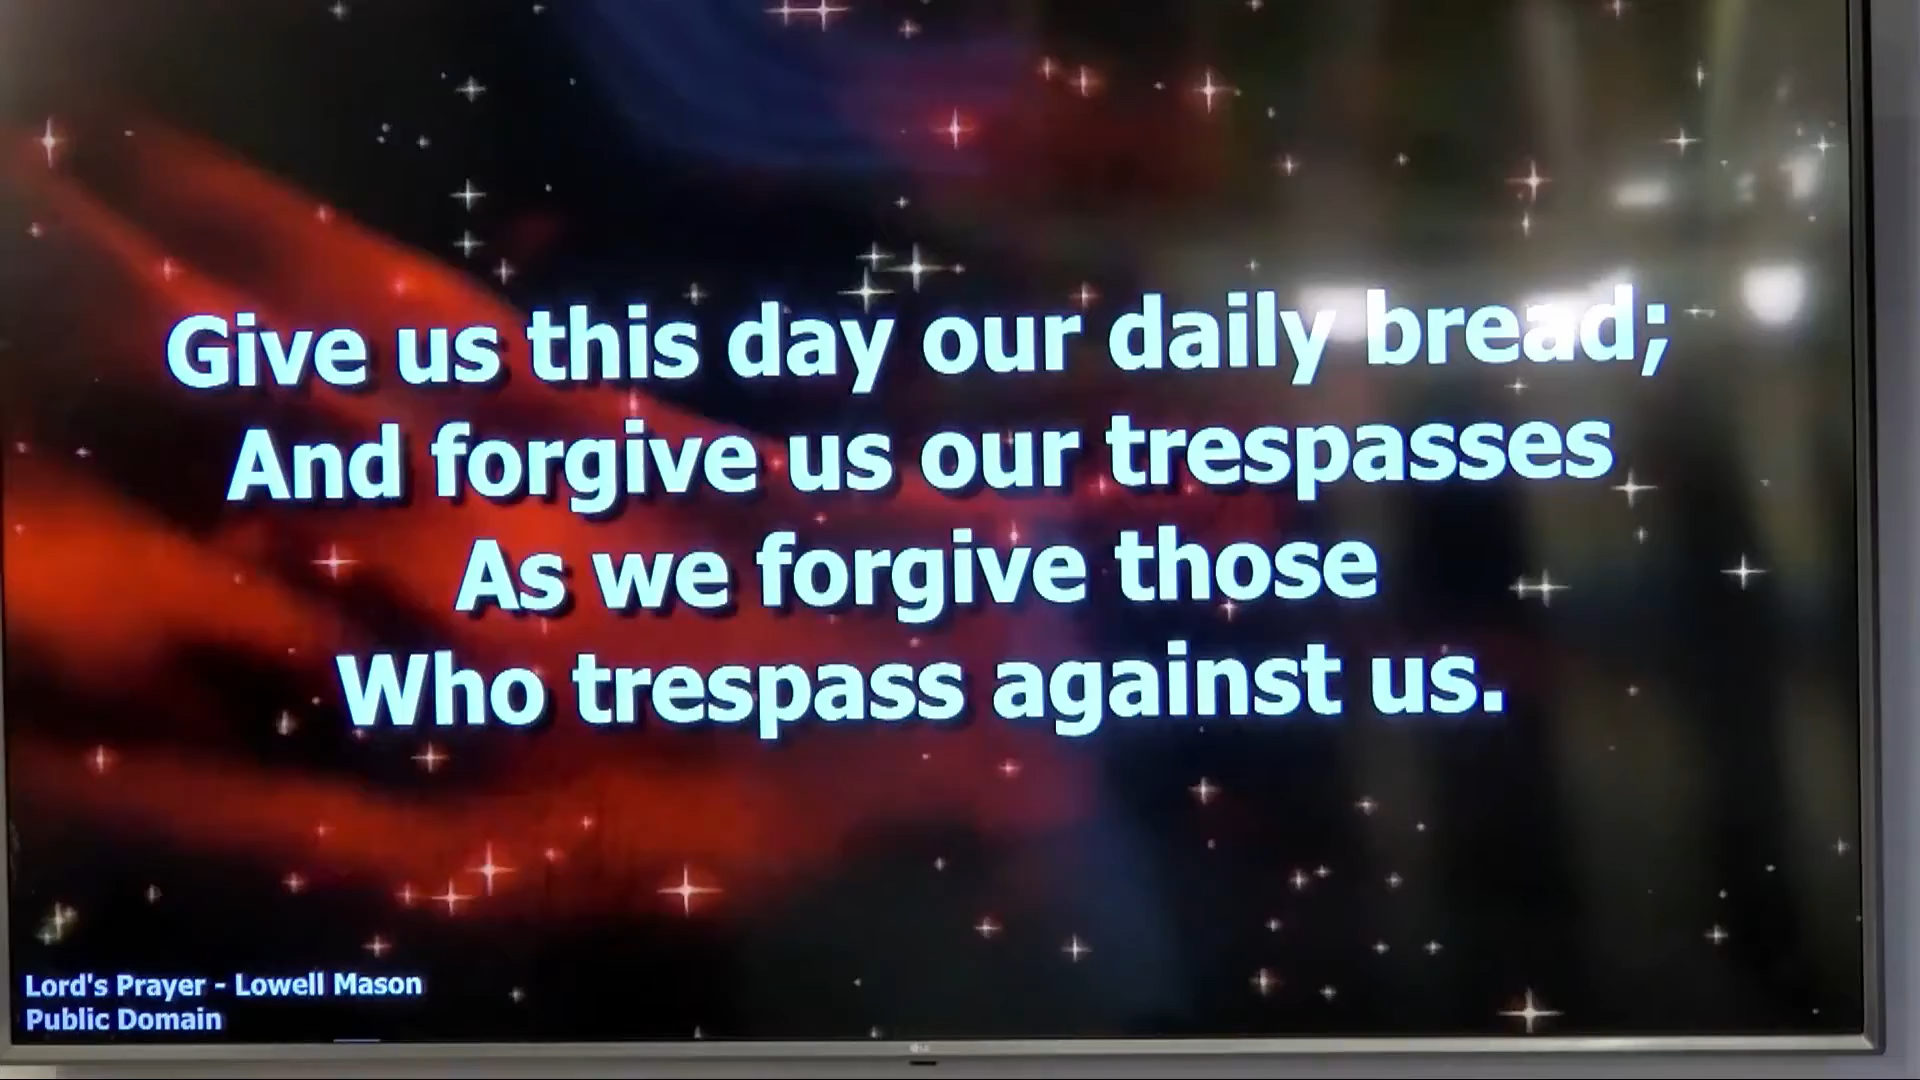 Give us this day our daily bread;
And forgive us our trespasses
As we forgive those
Who trespass against us.
Lord's Prayer - Lowell Mason
Public Domain
LG